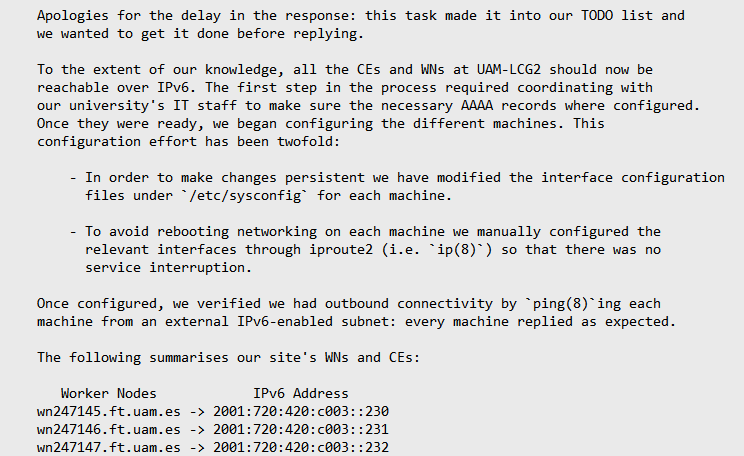 Apologies for the delay in the response: this task made it into our TODO list and
we wanted to get it done before replying.
To the extent of our knowledge, all the CEs and WNs at UAM-LCG2 should now be
reachable over IPv6. The first step in the process required coordinating with
our university's IT staff to make sure the necessary AAAA records where configured.
Once they were ready, we began configuring the different machines. This
configuration effort has been twofold:
- In order to make changes persistent we have modified the interface configuration
files under `/etc/sysconfig` for each machine.
- To avoid rebooting networking on each machine we manually configured the
relevant interfaces through iproute2 (i.e. `ip(8)`) so that there was no
service interruption.
Once configured, we verified we had outbound connectivity by `ping(8)`ing each
machine from an external IPv6-enabled subnet: every machine replied as expected.
The following summarises our site's WNs and CEs:
Worker Nodes IPv6 Address
wn247145.ft.uam.es -> 2001:720:420:c003::230
wn247146.ft.uam.es -> 2001:720:420:c003::231
wn247147.ft.uam.es -> 2001:720:420:c003::232